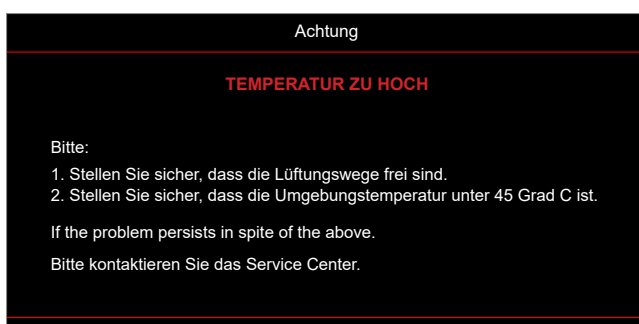 Achtung
TEMPERATUR ZU HOCH
Bitte:
1. Stellen Sie sicher, dass die Lüftungswege frei sind.
2. Stellen Sie sicher, dass die Umgebungstemperatur unter 45 Grad C ist.
If the problem persists in spite of the above.
Bitte kontaktieren Sie das Service Center.